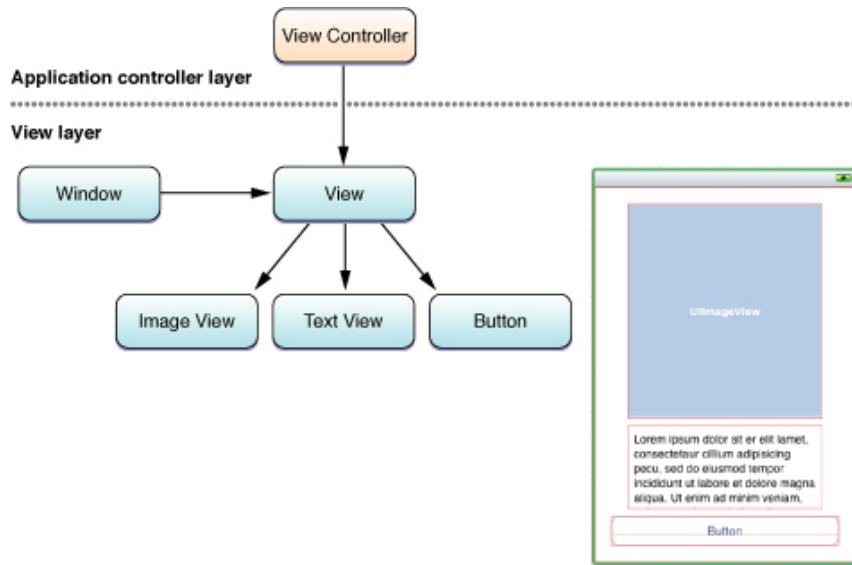 View Controller
Application controller layer
View layer
Window
View
Image View
Text View
Button
UIImageView
Lorem ipsum dolor sit er elit lamet,
consectetaur cillium adipisicing
pecu, sed do eiusmod tempor
incididunt ut labore et dolore magna
aliqua. Ut enim ad minim veniam,
Button